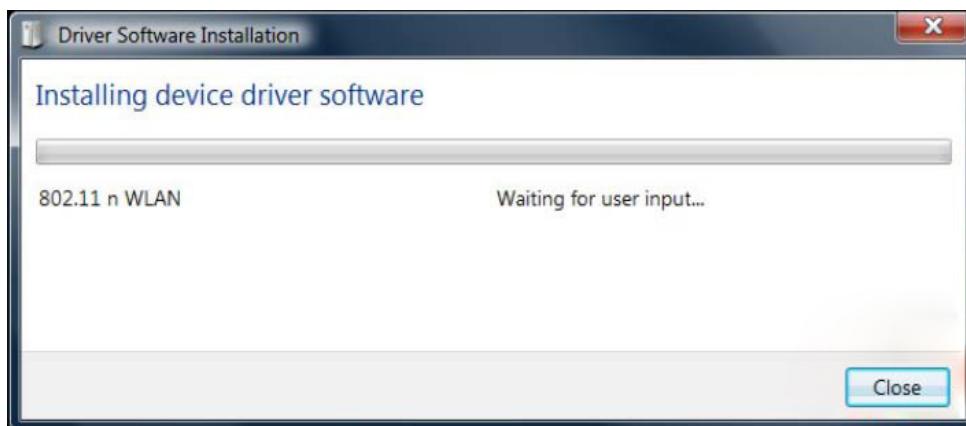 Driver Software Installation
Installing device driver software
802.11 n WLAN Waiting for user input...
Close